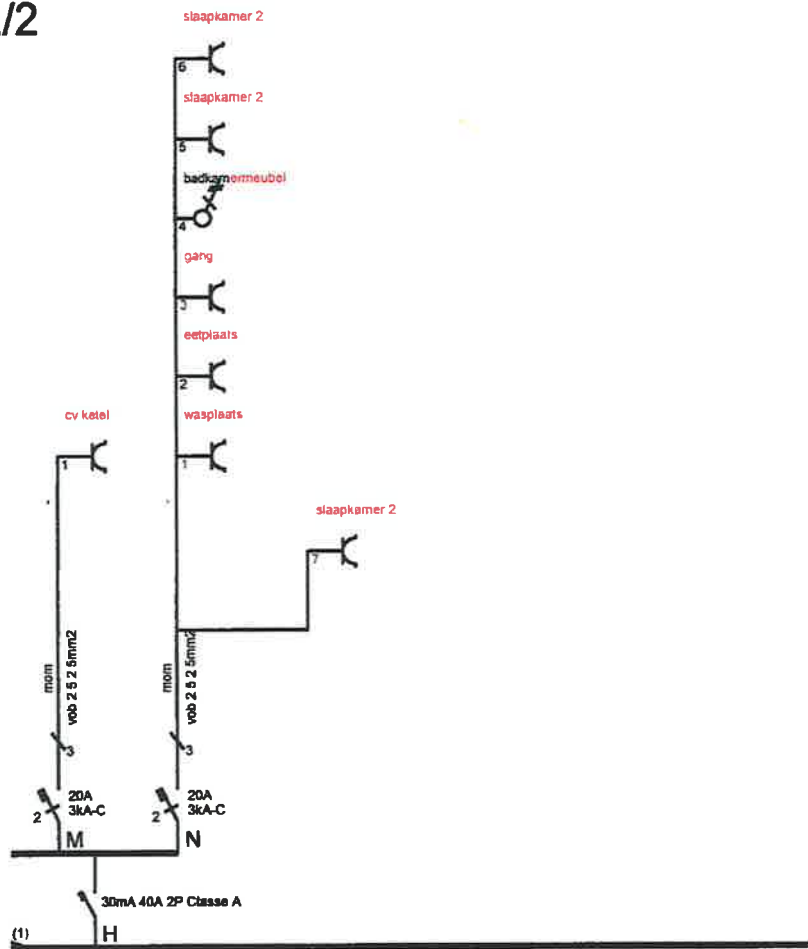 /2
slaapkamer 2
6
slaapkamer 2
5
badkamermeubel
4
gang
3
eetplaats
2
cv ketel
wasplaats
1
1
slaapkamer 2
7
mom
vob 2 5 2 5mm2
mom
vob 2 5 2 5mm2
3
3
20A
3kA-C
2
20A
3kA-C
2
M
N
30mA 40A 2P Classe A
(1)
H